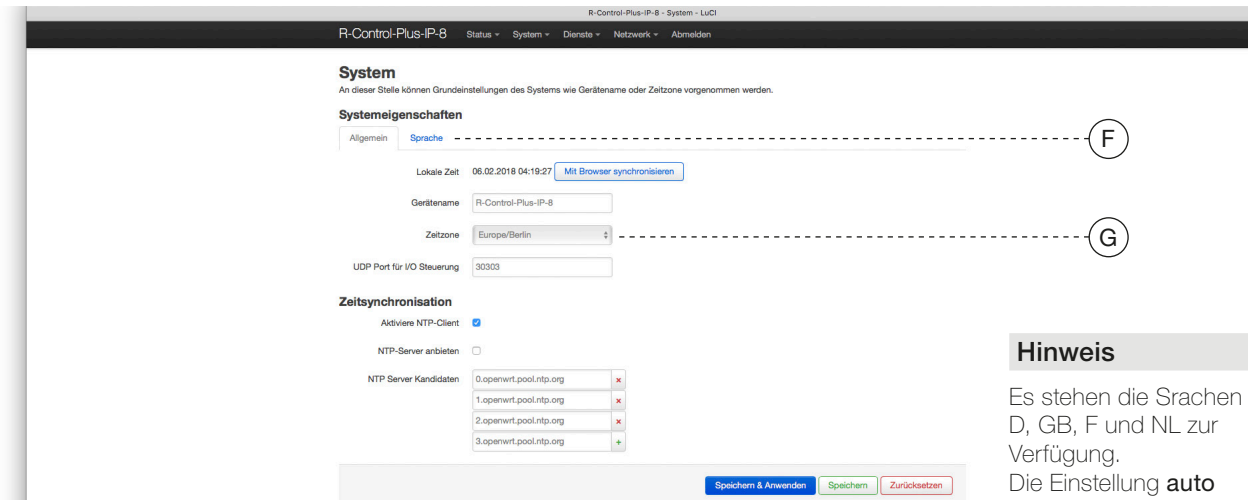 R-Control-Plus-IP-8 - System - LuCI
R-Control-Plus-IP-8 Status System Dienste Netzwerk Abmelden
System
An dieser Stelle können Grundeinstellungen des Systems wie Gerätename oder Zeitzone vorgenommen werden.
Systemeigenschaften
Allgemein Sprache
F
Lokale Zeit 06.02.2018 04:19:27 Mit Browser synchronisieren
Gerätename R-Control-Plus-IP-8
Zeitzone Europe/Berlin
G
UDP Port für I/O Steuerung 30303
Zeitsynchronisation
Aktiviere NTP-Client
NTP-Server anbieten
NTP Server Kandidaten 0.openwrt.pool.ntp.org
1.openwrt.pool.ntp.org
2.openwrt.pool.ntp.org
3.openwrt.pool.ntp.org
Speichern & Anwenden Speichern Zurücksetzen
Hinweis
Es stehen die Srachen
D, GB, F und NL zur
Verfügung.
Die Einstellung auto